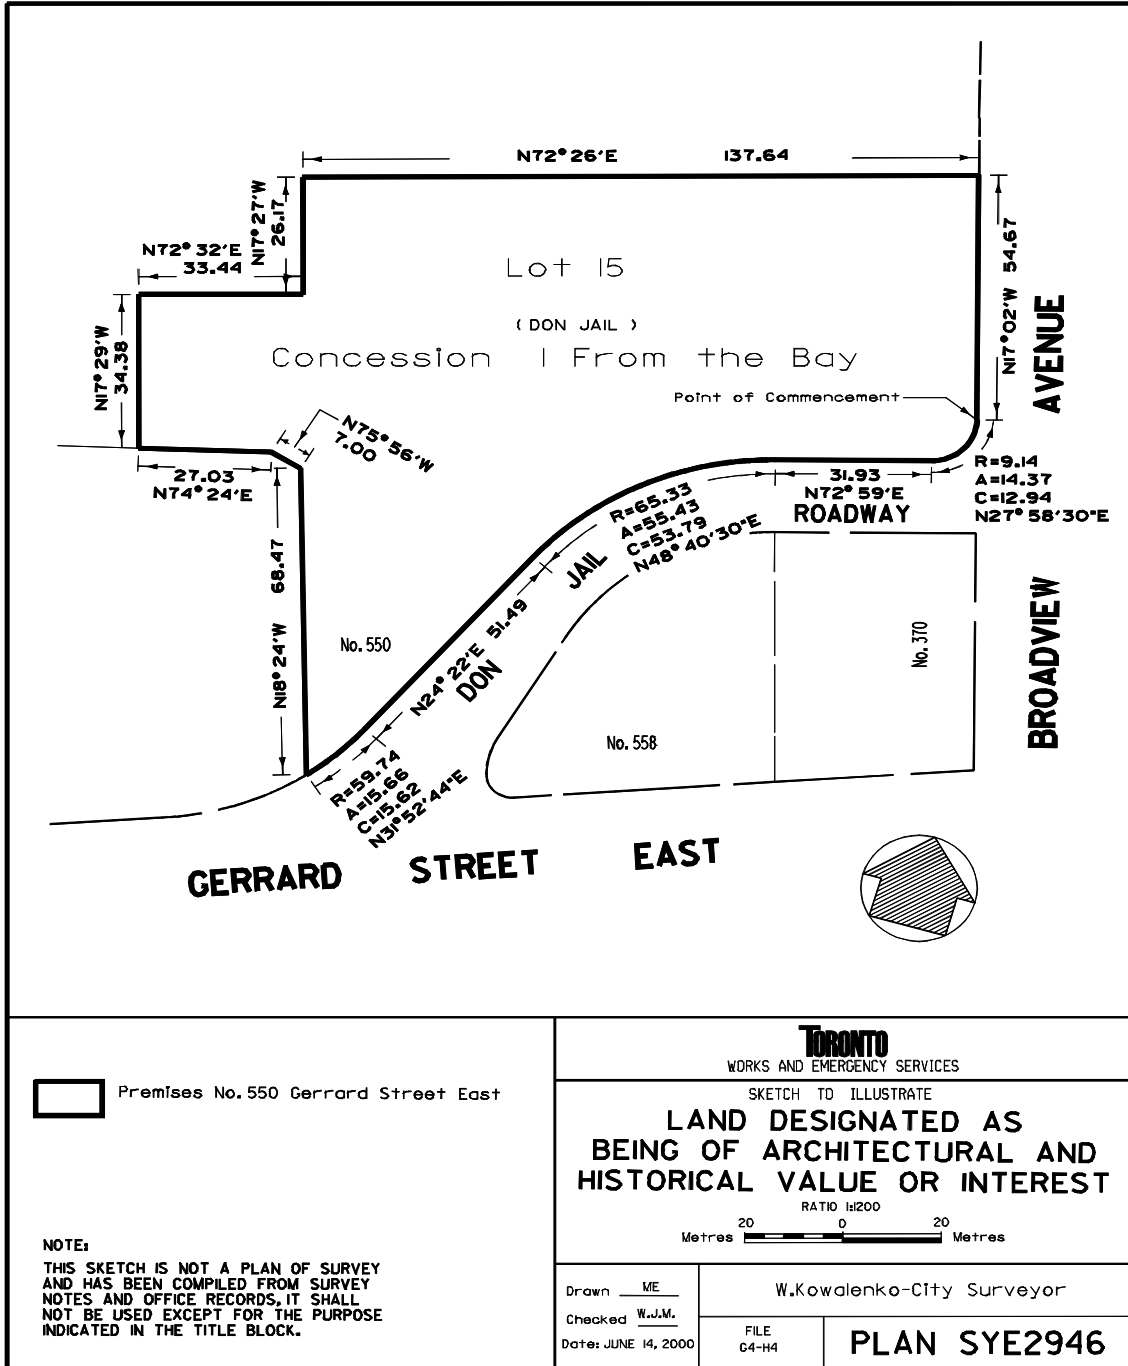 N72°26'E 137.64
N17°27'W
26.17
N72°32'E
33.44
N17°29'W
34.38
Lot 15
( DON JAIL )
Concession 1 From the Bay
Point of Commencement
N17°02'W 54.67
AVENUE
N75°56'W
7.00
27.03
N74°24'E
N18°24'W 68.47
R=9.14
A=14.37
C=12.94
N27°58'30"E
31.93
N72°59'E
ROADWAY
R=65.33
A=55.43
C=53.79
N48°40'30"E
JAIL
N24°22'E 51.49
DON
No. 550
No. 370
No. 558
BROADVIEW
R=59.74
A=15.66
C=15.62
N31°52'44"E
GERRARD STREET EAST
Premises No. 550 Gerrard Street East
NOTE:
THIS SKETCH IS NOT A PLAN OF SURVEY
AND HAS BEEN COMPILED FROM SURVEY
NOTES AND OFFICE RECORDS, IT SHALL
NOT BE USED EXCEPT FOR THE PURPOSE
INDICATED IN THE TITLE BLOCK.
TORONTO
WORKS AND EMERGENCY SERVICES
SKETCH TO ILLUSTRATE
LAND DESIGNATED AS
BEING OF ARCHITECTURAL AND
HISTORICAL VALUE OR INTEREST
RATIO 1:1200
20 0 20
Metres Metres
Drawn ME
Checked W.J.M.
Date: JUNE 14, 2000
W.Kowalenko-City Surveyor
FILE
G4-H4
PLAN SYE2946